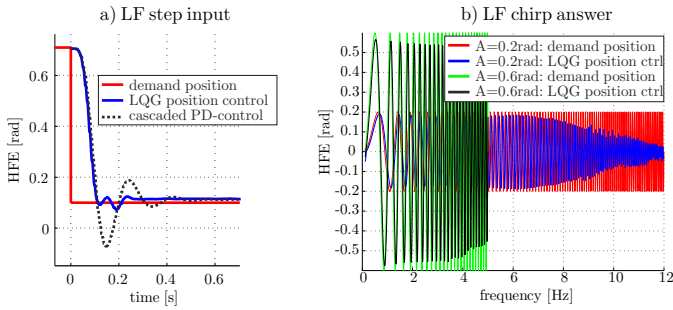 a) LF step input
HFE [rad]
0.6
0.4
0.2
0
demand position
LQG position control
cascaded PD-control
0 0.2 0.4 0.6
time [s]
b) LF chirp answer
HFE [rad]
0.5
0.4
0.3
0.2
0.1
0
-0.1
-0.2
-0.3
-0.4
-0.5
A=0.2rad: demand position
A=0.2rad: LQG position ctrl
A=0.6rad: demand position
A=0.6rad: LQG position ctrl
0 2 4 6 8 10 12
frequency [Hz]